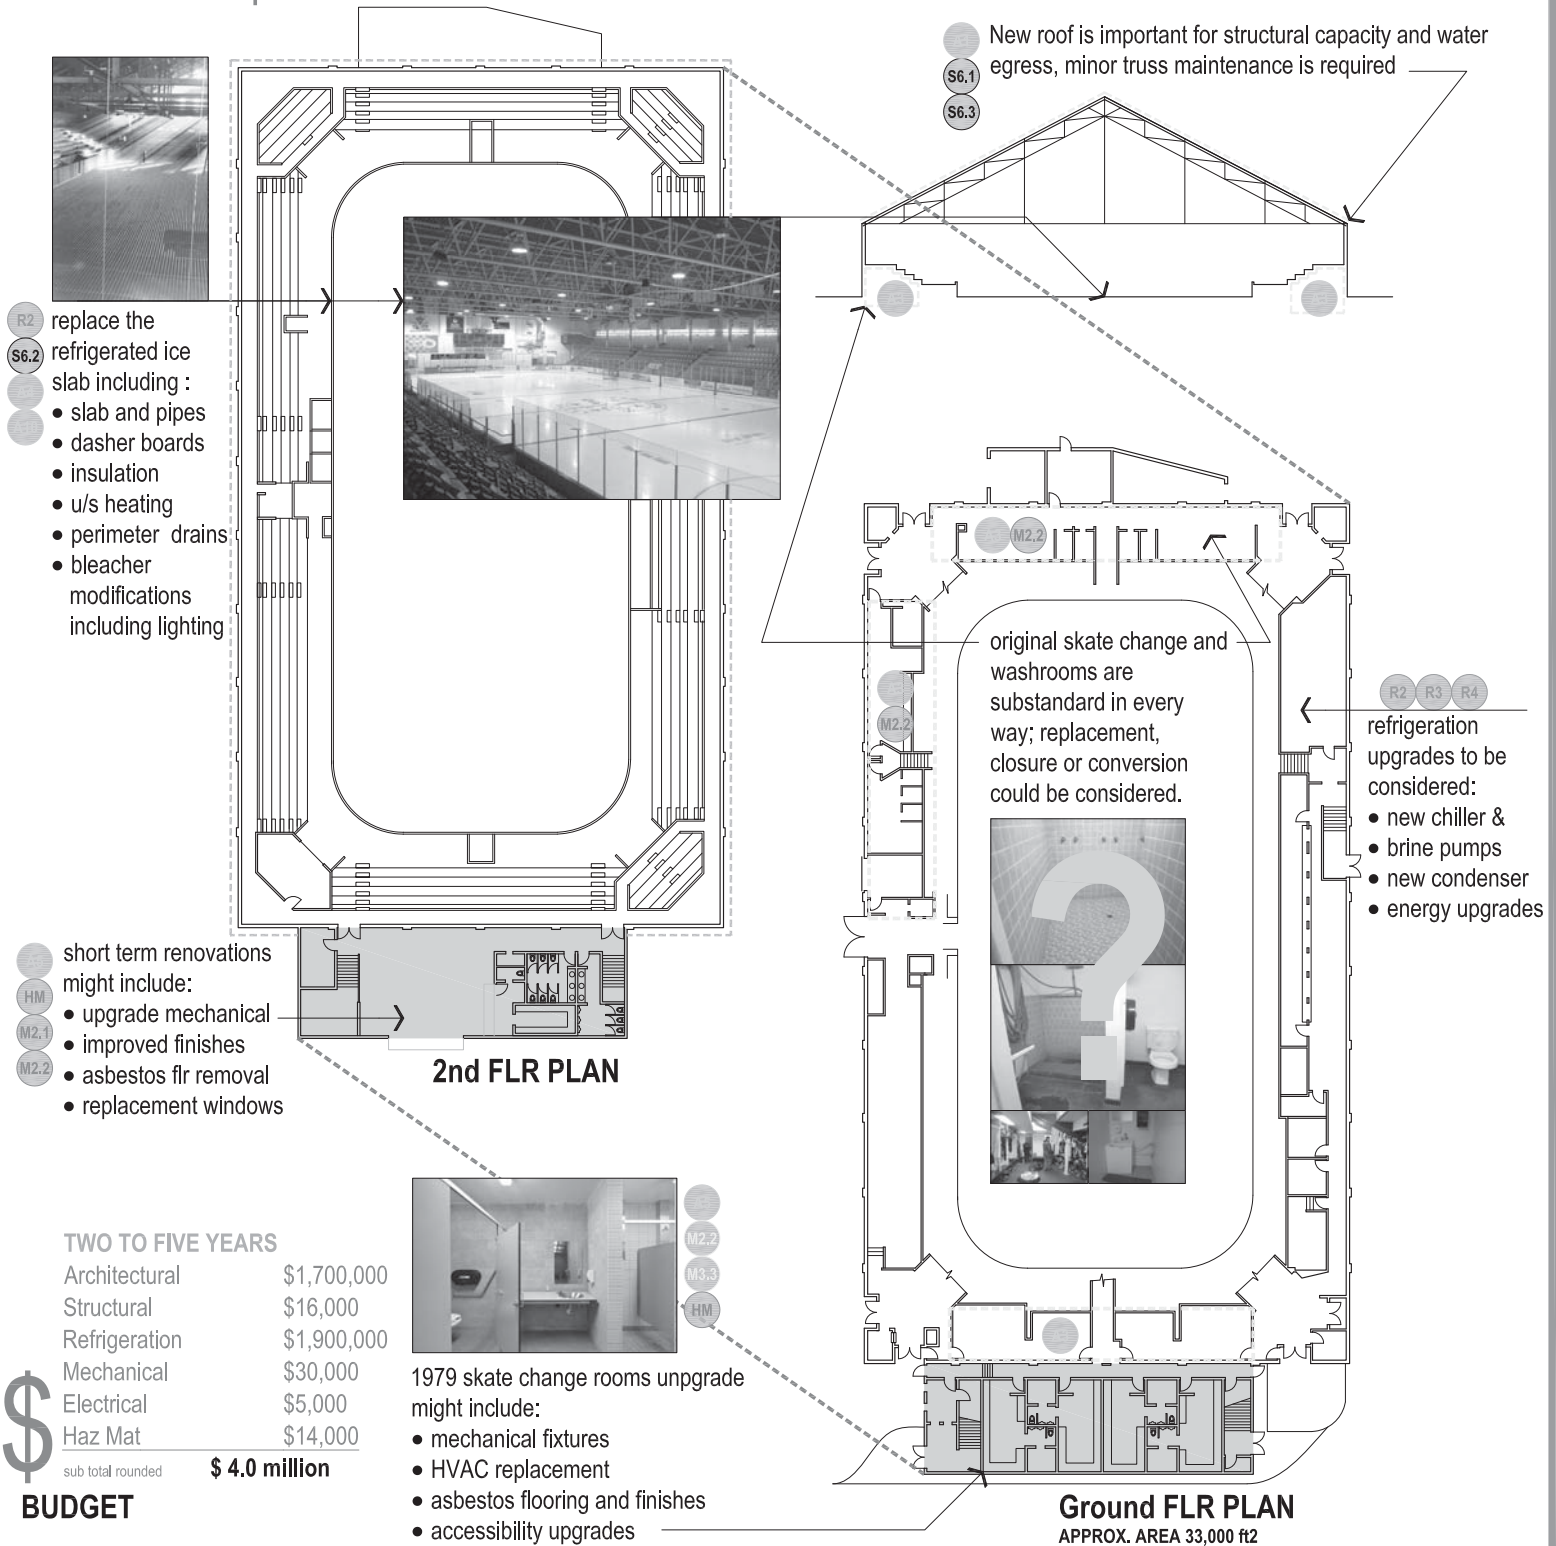 New roof is important for structural capacity and water
egress, minor truss maintenance is required
S6.1
S6.3
R2
S6.2
replace the
refrigerated ice
slab including :
• slab and pipes
• dasher boards
• insulation
• u/s heating
• perimeter drains
• bleacher
modifications
including lighting
M2.2
M2.2
original skate change and
washrooms are
substandard in every
way; replacement,
closure or conversion
could be considered.
?
R2 R3 R4
refrigeration
upgrades to be
considered:
• new chiller &
• brine pumps
• new condenser
• energy upgrades
HM
M2.1
M2.2
short term renovations
might include:
• upgrade mechanical
• improved finishes
• asbestos flr removal
• replacement windows
2nd FLR PLAN
M2.2
M3.3
HM
1979 skate change rooms unpgrade
might include:
• mechanical fixtures
• HVAC replacement
• asbestos flooring and finishes
• accessibility upgrades
TWO TO FIVE YEARS
Architectural $1,700,000
Structural $16,000
Refrigeration $1,900,000
Mechanical $30,000
Electrical $5,000
Haz Mat $14,000
sub total rounded $ 4.0 million
$
BUDGET
Ground FLR PLAN
APPROX. AREA 33,000 ft2